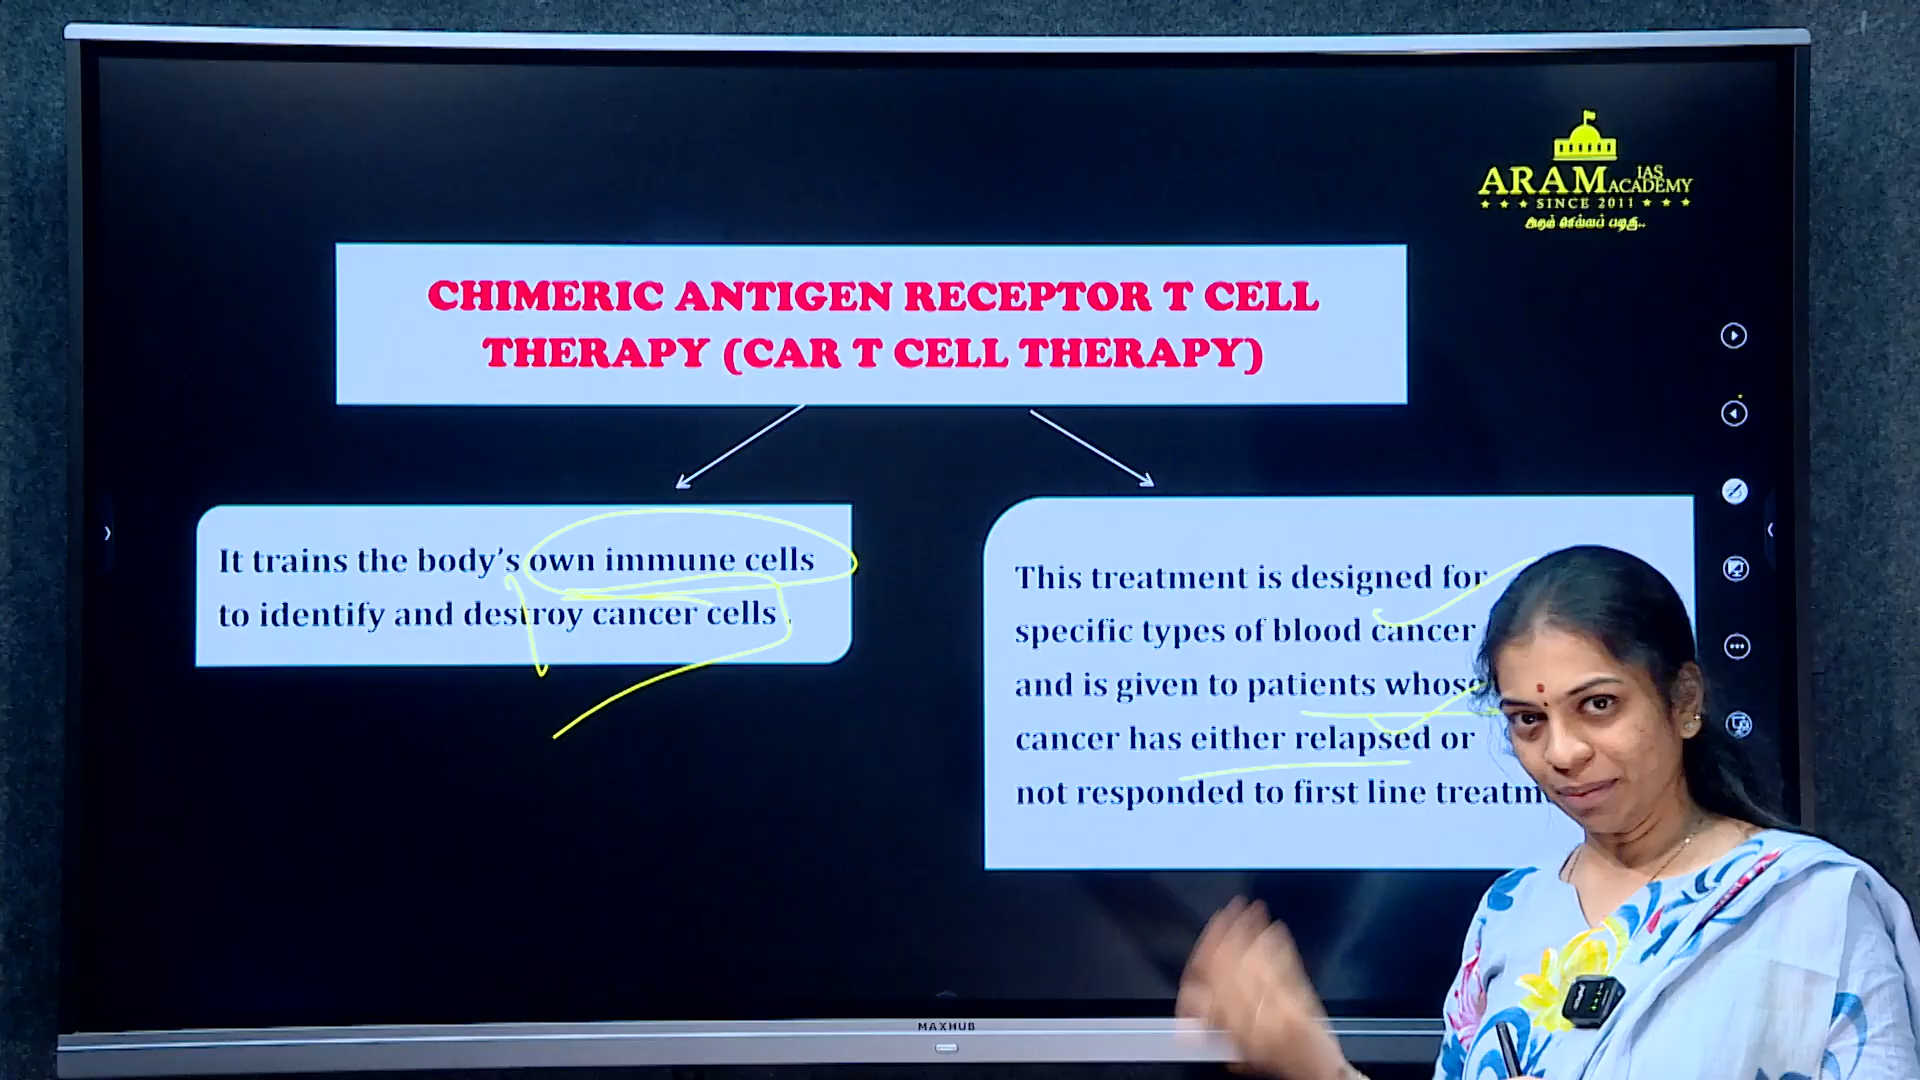 ARAM IAS ACADEMY
SINCE 2011
CHIMERIC ANTIGEN RECEPTOR T CELL
THERAPY (CAR T CELL THERAPY)
It trains the body's own immune cells
to identify and destroy cancer cells .
This treatment is designed for
specific types of blood cancer
and is given to patients whose
cancer has either relapsed or
not responded to first line treatm
MAXHUB